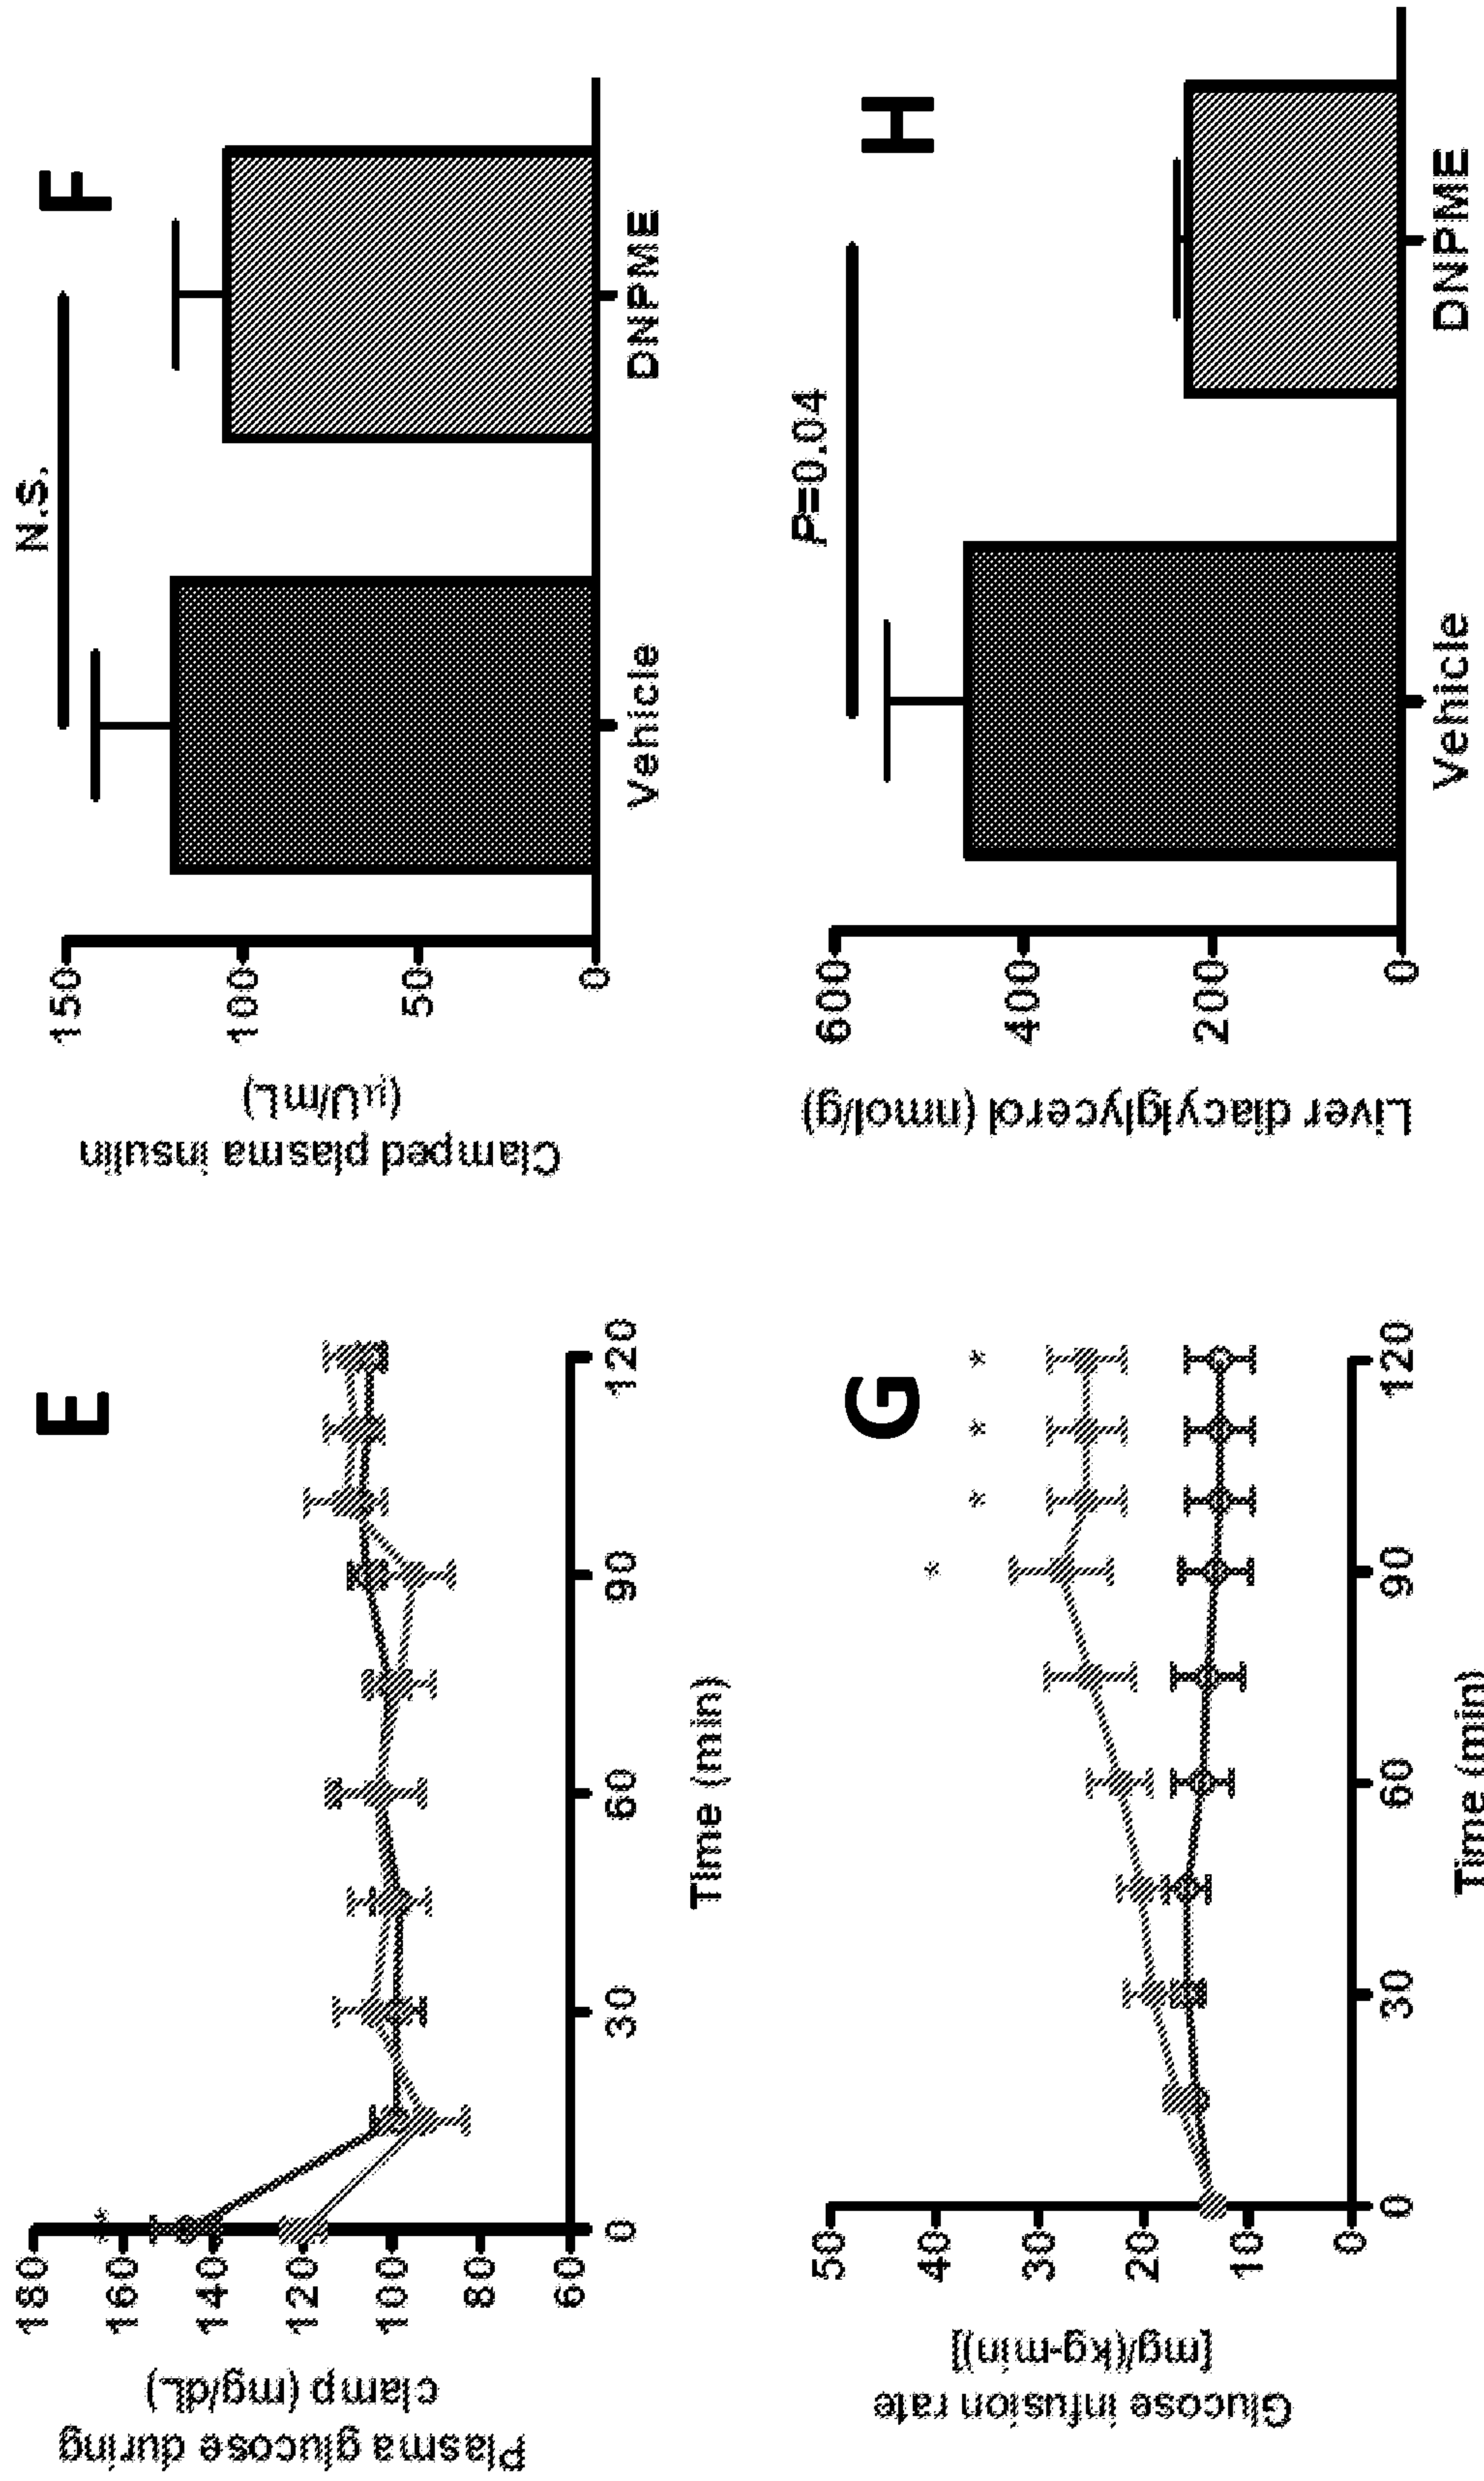 E
Plasma glucose during
clamp (mg/dL)
180
160
140
120
100
80
60
*
0
30
60
90
120
Time (min)
F
Clamped plasma insulin
(μU/mL)
150
100
50
0
N.S.
Vehicle
DNPME
G
Glucose infusion rate
[mg/(kg-min)]
50
40
30
20
10
0
* * * *
0
30
60
90
120
Time (min)
H
Liver diacylglycerol (nmol/g)
600
400
200
0
P=0.04
Vehicle
DNPME